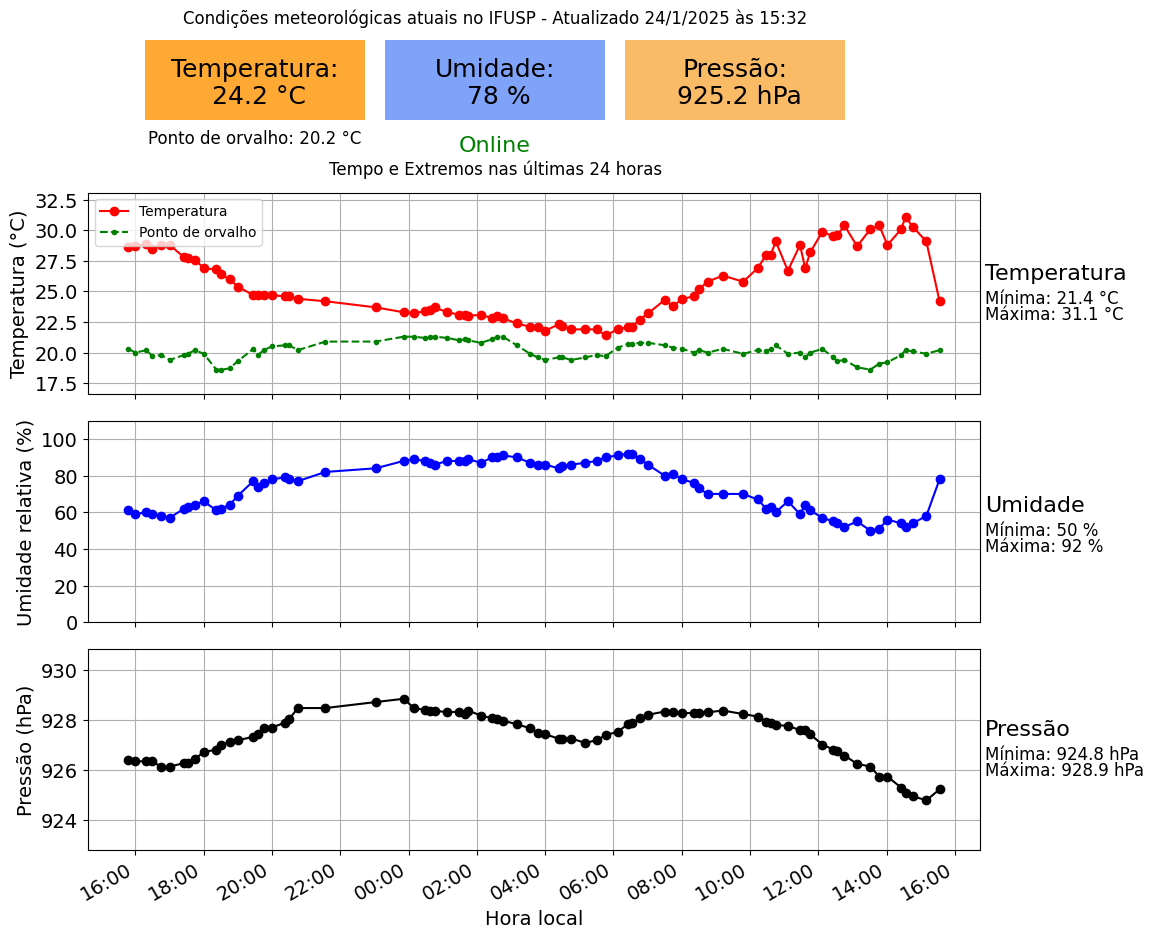 Condições meteorológicas atuais no IFUSP - Atualizado 24/1/2025 às 15:32
Temperatura:
24.2 °C
Umidade:
78 %
Pressão:
925.2 hPa
Ponto de orvalho: 20.2 °C
Online
Tempo e Extremos nas últimas 24 horas
Temperatura (°C)
32.5
30.0
27.5
25.0
22.5
20.0
17.5
Temperatura
Ponto de orvalho
Temperatura
Mínima: 21.4 °C
Máxima: 31.1 °C
Umidade relativa (%)
100
80
60
40
20
0
Umidade
Mínima: 50 %
Máxima: 92 %
Pressão (hPa)
930
928
926
924
Pressão
Mínima: 924.8 hPa
Máxima: 928.9 hPa
16:00
18:00
20:00
22:00
00:00
02:00
04:00
06:00
08:00
10:00
12:00
14:00
16:00
Hora local